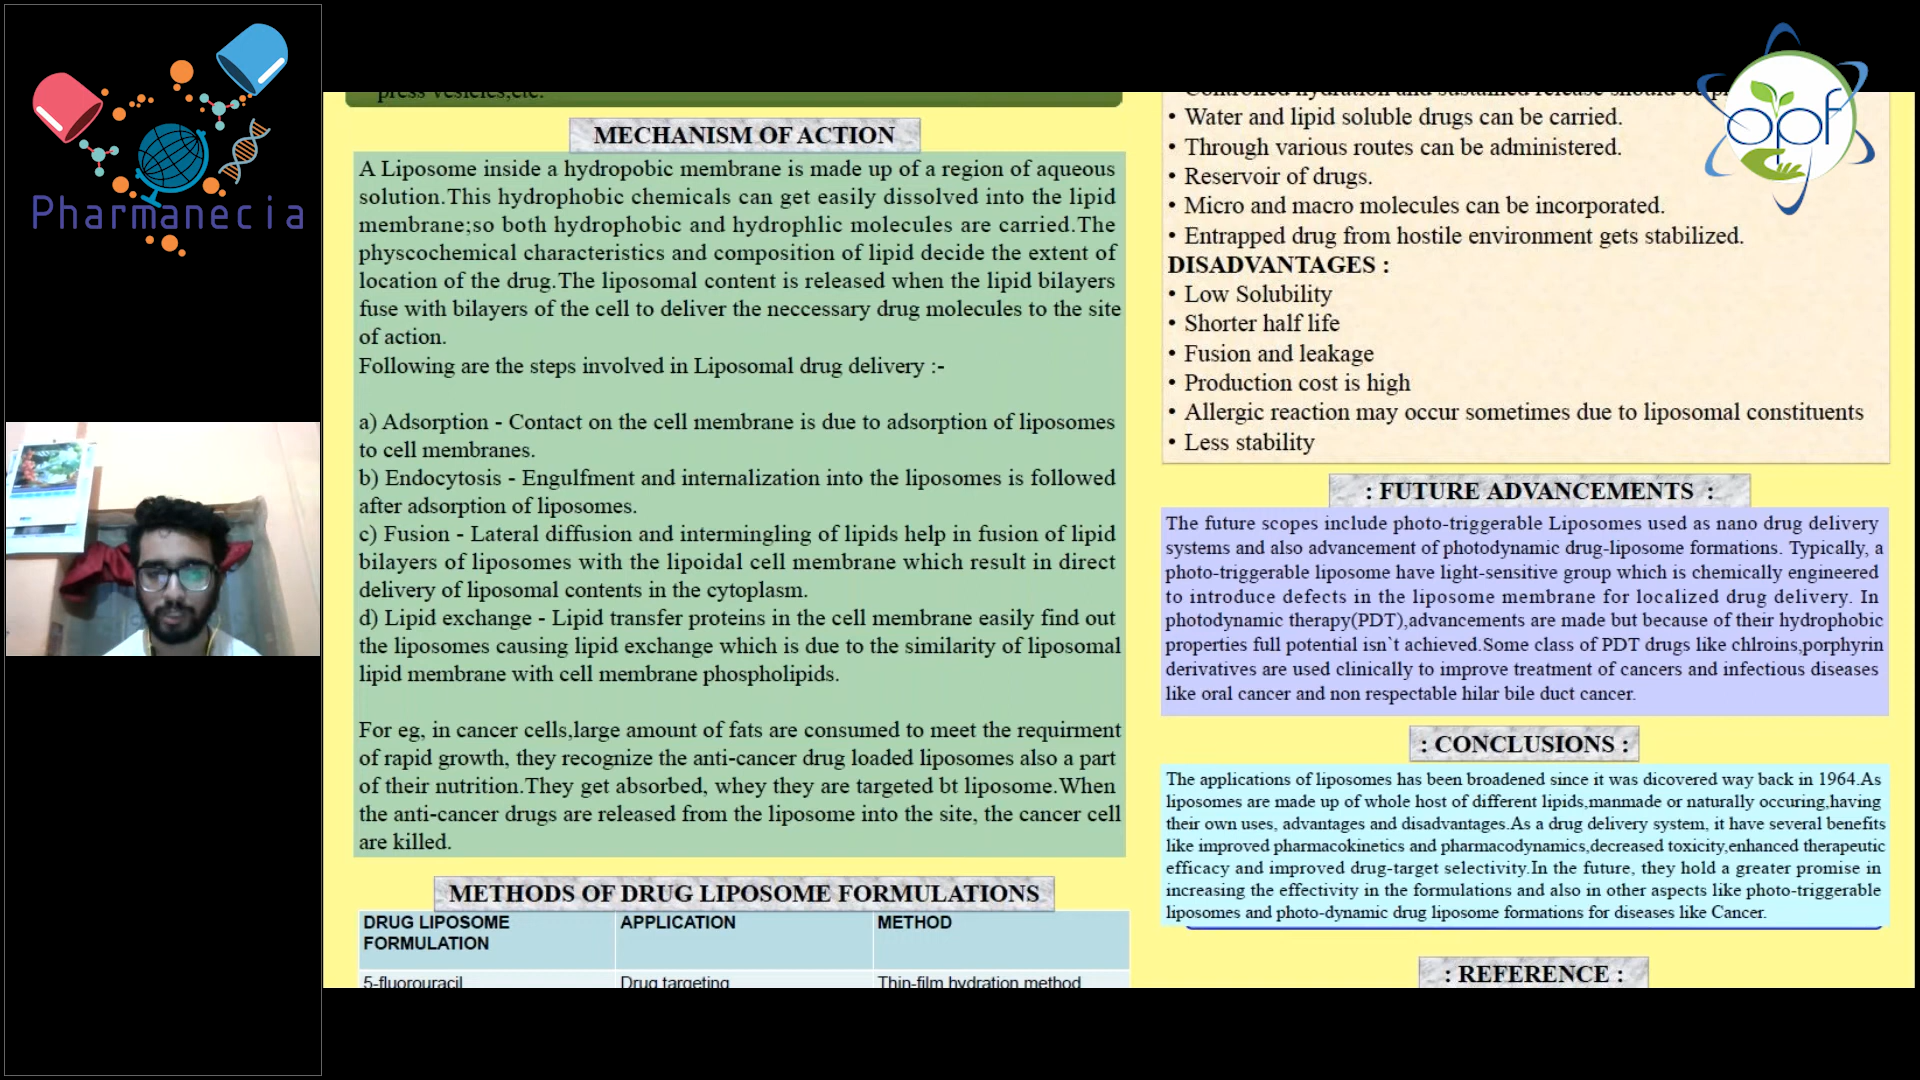 Pharmanecia
press vesicles,etc.
MECHANISM OF ACTION
A Liposome inside a hydropobic membrane is made up of a region of aqueous
solution.This hydrophobic chemicals can get easily dissolved into the lipid
membrane;so both hydrophobic and hydrophlic molecules are carried.The
physcochemical characteristics and composition of lipid decide the extent of
location of the drug.The liposomal content is released when the lipid bilayers
fuse with bilayers of the cell to deliver the neccessary drug molecules to the site
of action.
Following are the steps involved in Liposomal drug delivery :-
a) Adsorption - Contact on the cell membrane is due to adsorption of liposomes
to cell membranes.
b) Endocytosis - Engulfment and internalization into the liposomes is followed
after adsorption of liposomes.
c) Fusion - Lateral diffusion and intermingling of lipids help in fusion of lipid
bilayers of liposomes with the lipoidal cell membrane which result in direct
delivery of liposomal contents in the cytoplasm.
d) Lipid exchange - Lipid transfer proteins in the cell membrane easily find out
the liposomes causing lipid exchange which is due to the similarity of liposomal
lipid membrane with cell membrane phospholipids.
For eg, in cancer cells,large amount of fats are consumed to meet the requirment
of rapid growth, they recognize the anti-cancer drug loaded liposomes also a part
of their nutrition.They get absorbed, whey they are targeted bt liposome.When
the anti-cancer drugs are released from the liposome into the site, the cancer cell
are killed.
METHODS OF DRUG LIPOSOME FORMULATIONS
DRUG LIPOSOME FORMULATION
APPLICATION
METHOD
5-fluorouracil
Drug targeting
Thin-film hydration method
Controlled hydration and sustained release should be
• Water and lipid soluble drugs can be carried.
• Through various routes can be administered.
• Reservoir of drugs.
• Micro and macro molecules can be incorporated.
• Entrapped drug from hostile environment gets stabilized.
DISADVANTAGES :
• Low Solubility
• Shorter half life
• Fusion and leakage
• Production cost is high
• Allergic reaction may occur sometimes due to liposomal constituents
• Less stability
: FUTURE ADVANCEMENTS :
The future scopes include photo-triggerable Liposomes used as nano drug delivery
systems and also advancement of photodynamic drug-liposome formations. Typically, a
photo-triggerable liposome have light-sensitive group which is chemically engineered
to introduce defects in the liposome membrane for localized drug delivery. In
photodynamic therapy(PDT),advancements are made but because of their hydrophobic
properties full potential isn`t achieved.Some class of PDT drugs like chlroins,porphyrin
derivatives are used clinically to improve treatment of cancers and infectious diseases
like oral cancer and non respectable hilar bile duct cancer.
: CONCLUSIONS :
The applications of liposomes has been broadened since it was dicovered way back in 1964.As
liposomes are made up of whole host of different lipids,manmade or naturally occuring,having
their own uses, advantages and disadvantages.As a drug delivery system, it have several benefits
like improved pharmacokinetics and pharmacodynamics,decreased toxicity,enhanced therapeutic
efficacy and improved drug-target selectivity.In the future, they hold a greater promise in
increasing the effectivity in the formulations and also in other aspects like photo-triggerable
liposomes and photo-dynamic drug liposome formations for diseases like Cancer.
: REFERENCE :
opf